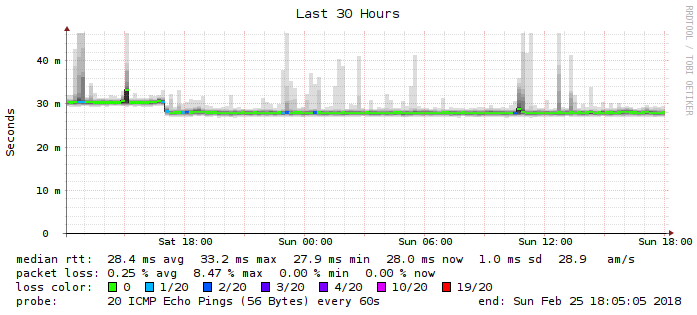 Last 30 Hours
RRDTOOL / TOBI OETIKER
Seconds
40 m
30 m
20 m
10 m
0
Sat 18:00 Sun 00:00 Sun 06:00 Sun 12:00 Sun 18:00
median rtt: 28.4 ms avg 33.2 ms max 27.9 ms min 28.0 ms now 1.0 ms sd 28.9 am/s
packet loss: 0.25 % avg 8.47 % max 0.00 % min 0.00 % now
loss color: 0 1/20 2/20 3/20 4/20 10/20 19/20
probe: 20 ICMP Echo Pings (56 Bytes) every 60s end: Sun Feb 25 18:05:05 2018